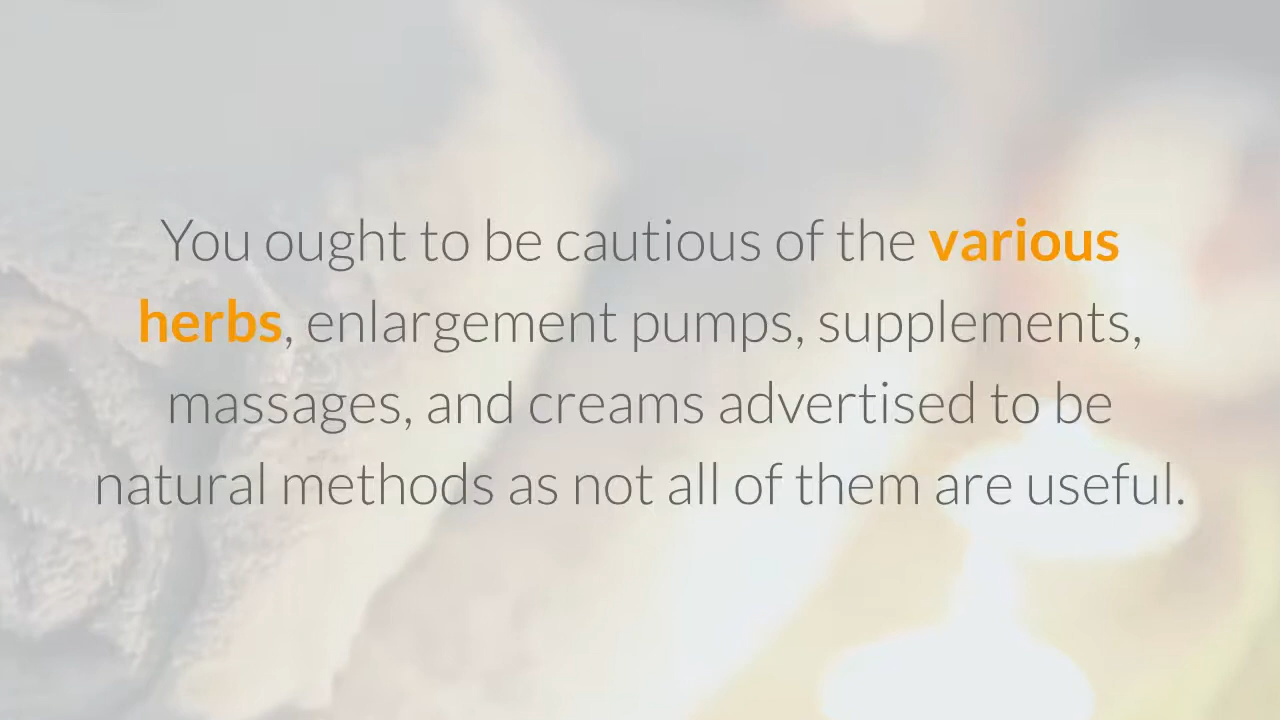 You ought to be cautious of the various
herbs, enlargement pumps, supplements,
massages, and creams advertised to be
natural methods as not all of them are useful.